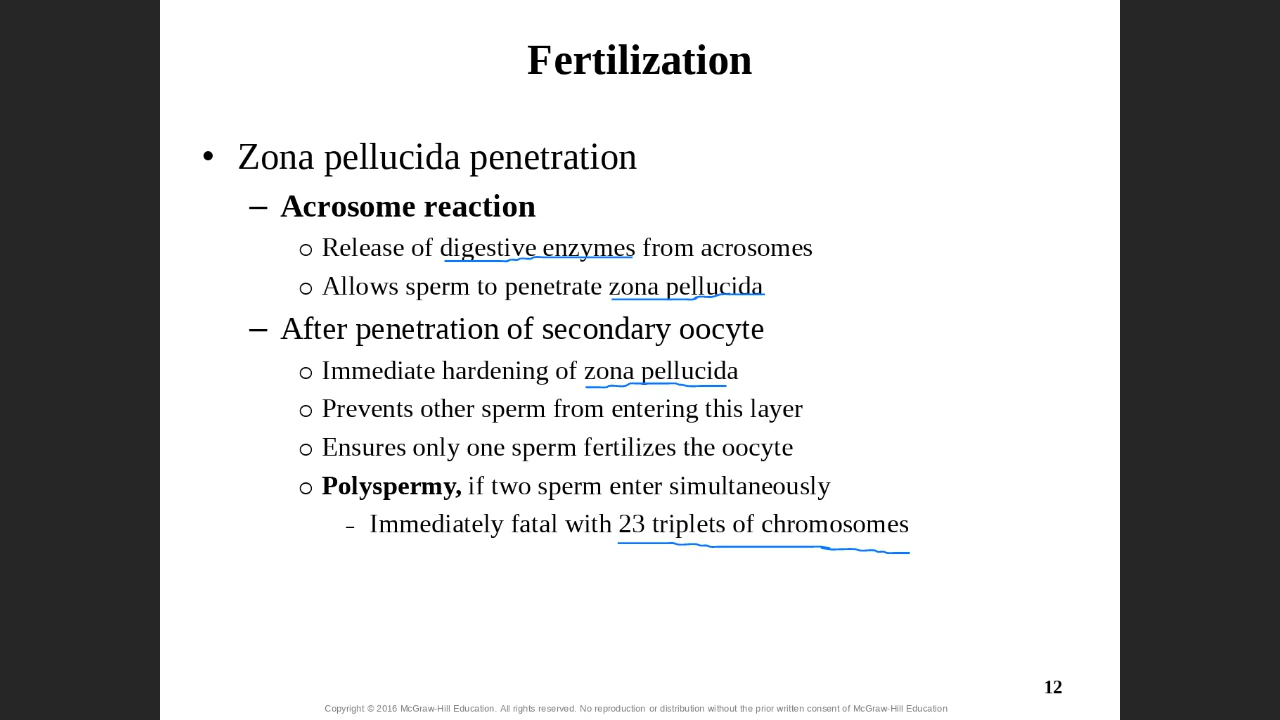 Fertilization
• Zona pellucida penetration
– Acrosome reaction
o Release of digestive enzymes from acrosomes
o Allows sperm to penetrate zona pellucida
– After penetration of secondary oocyte
o Immediate hardening of zona pellucida
o Prevents other sperm from entering this layer
o Ensures only one sperm fertilizes the oocyte
o Polyspermy, if two sperm enter simultaneously
– Immediately fatal with 23 triplets of chromosomes
12
Copyright © 2016 McGraw-Hill Education. All rights reserved. No reproduction or distribution without the prior written consent of McGraw-Hill Education